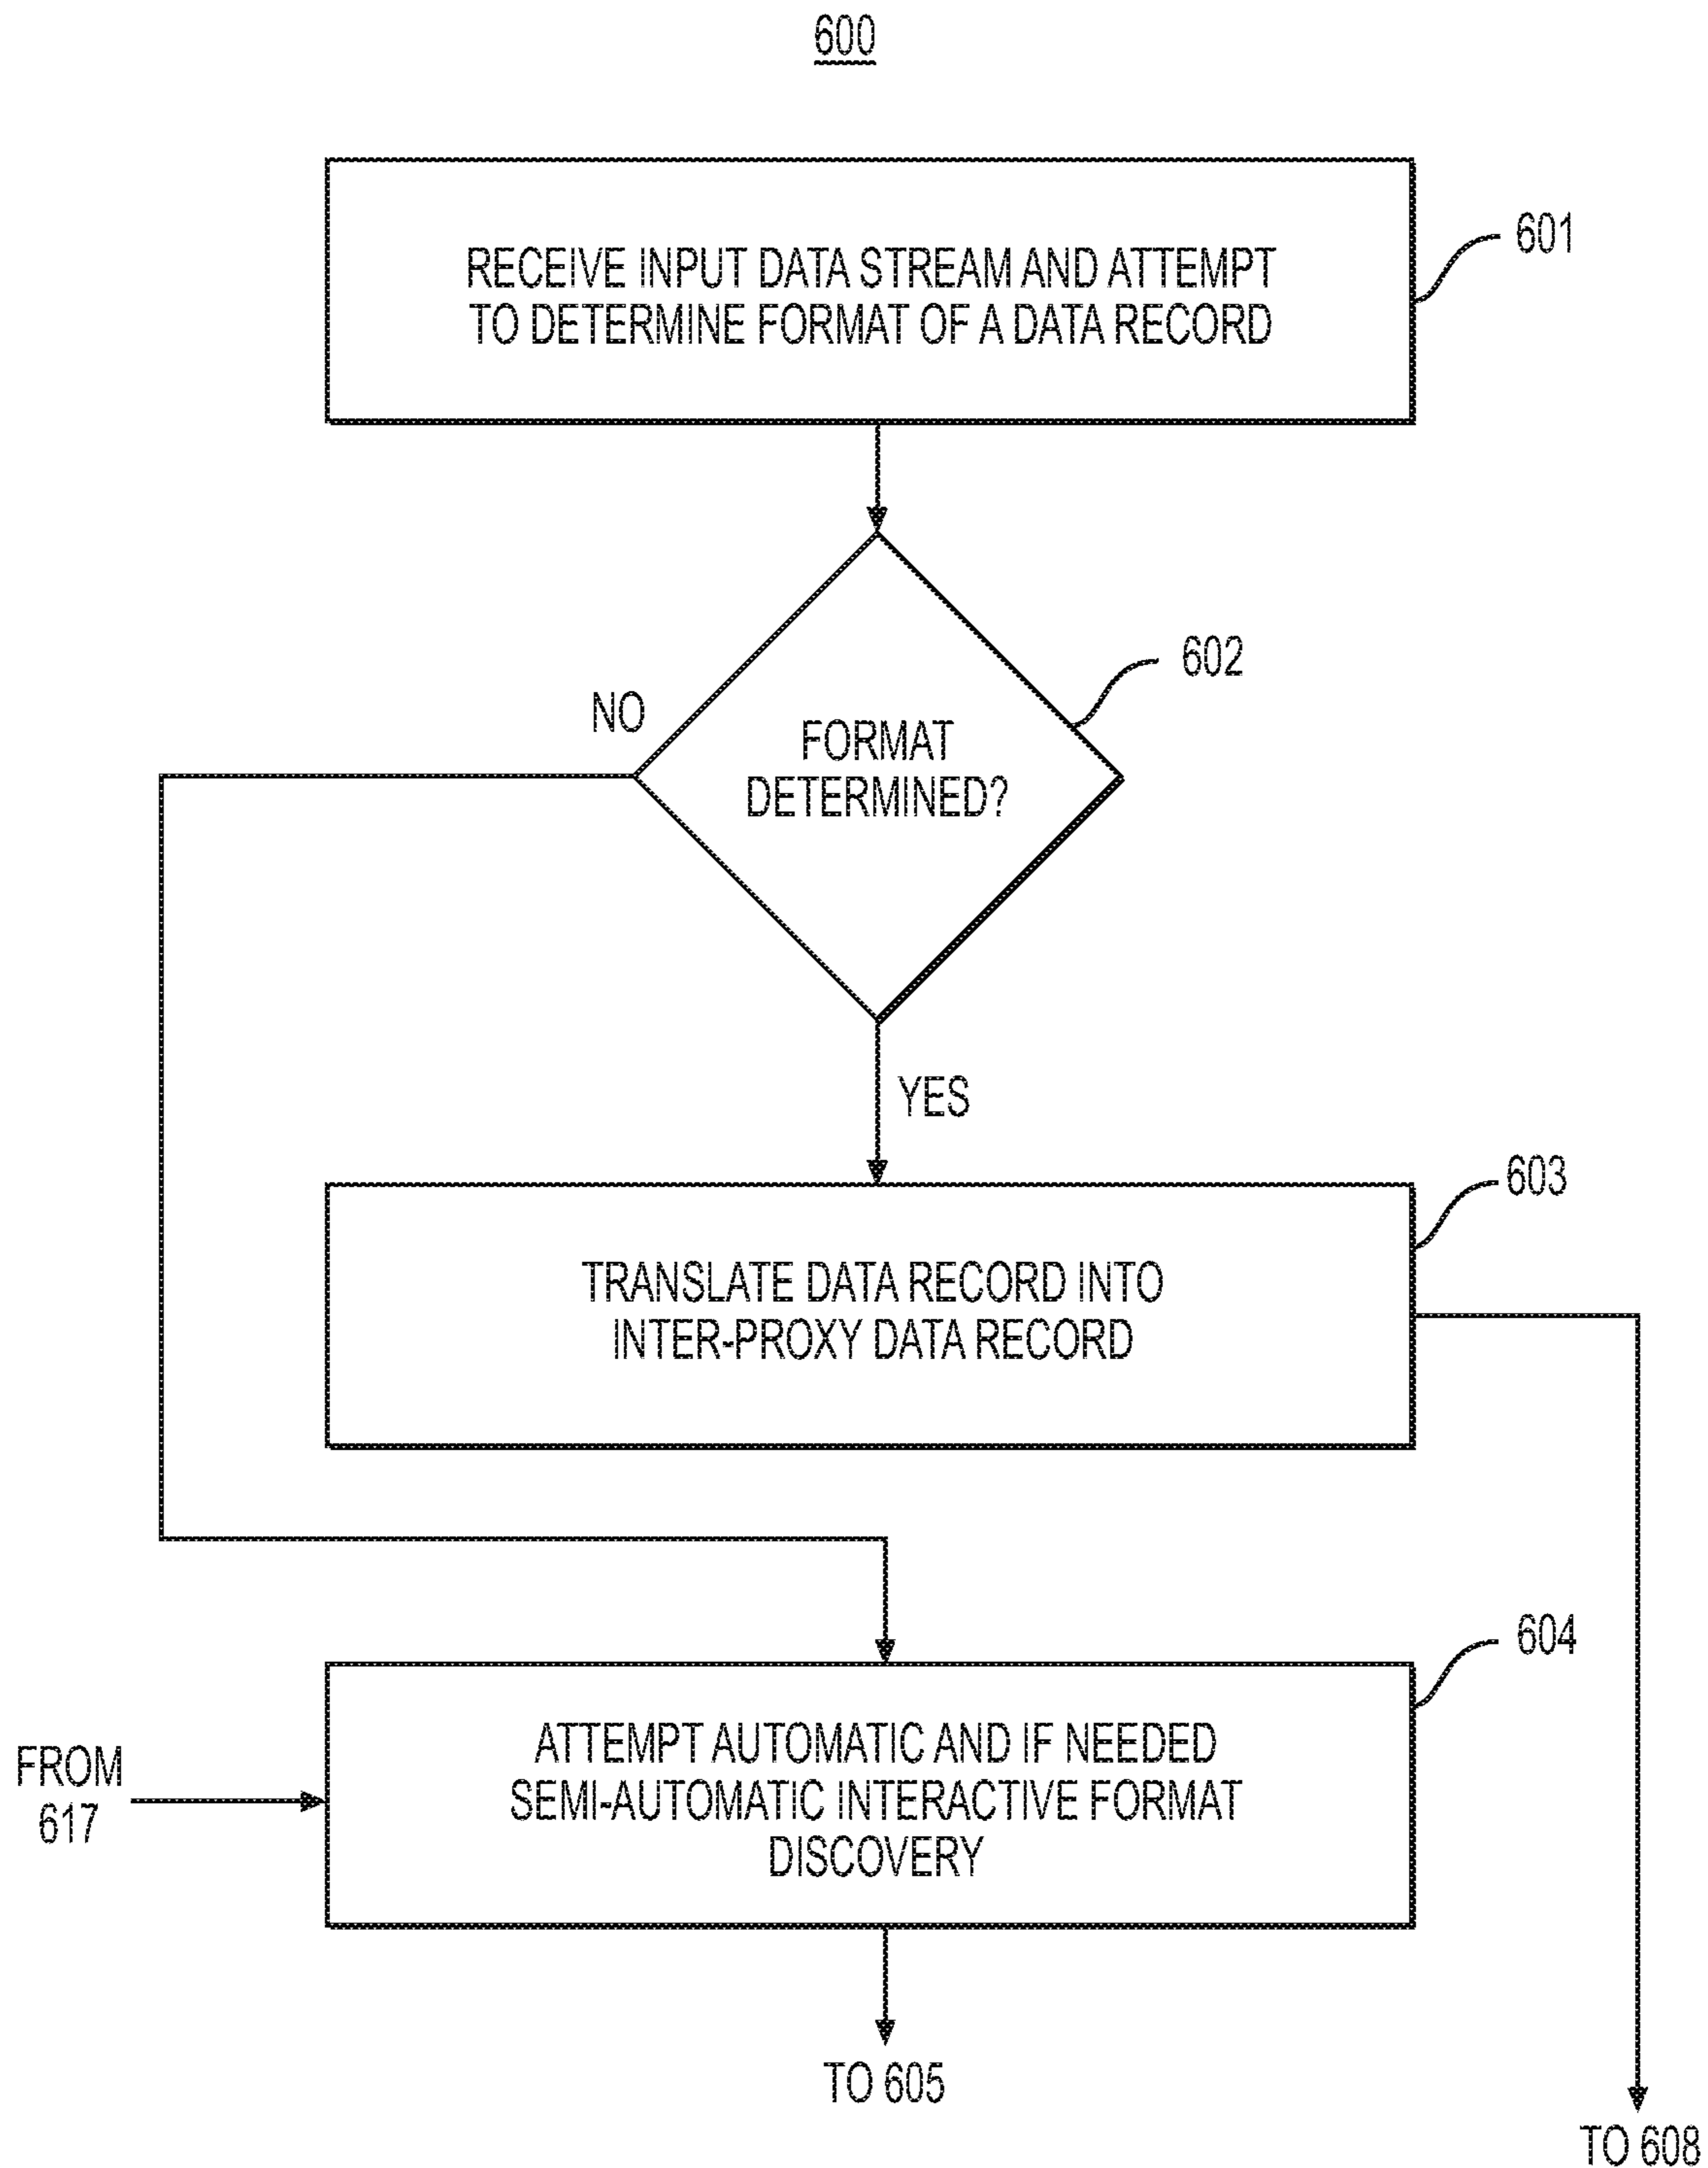 600
RECEIVE INPUT DATA STREAM AND ATTEMPT
TO DETERMINE FORMAT OF A DATA RECORD
601
602
NO
FORMAT
DETERMINED?
YES
603
TRANSLATE DATA RECORD INTO
INTER-PROXY DATA RECORD
604
ATTEMPT AUTOMATIC AND IF NEEDED
SEMI-AUTOMATIC INTERACTIVE FORMAT
DISCOVERY
FROM
617
TO 605
TO 608